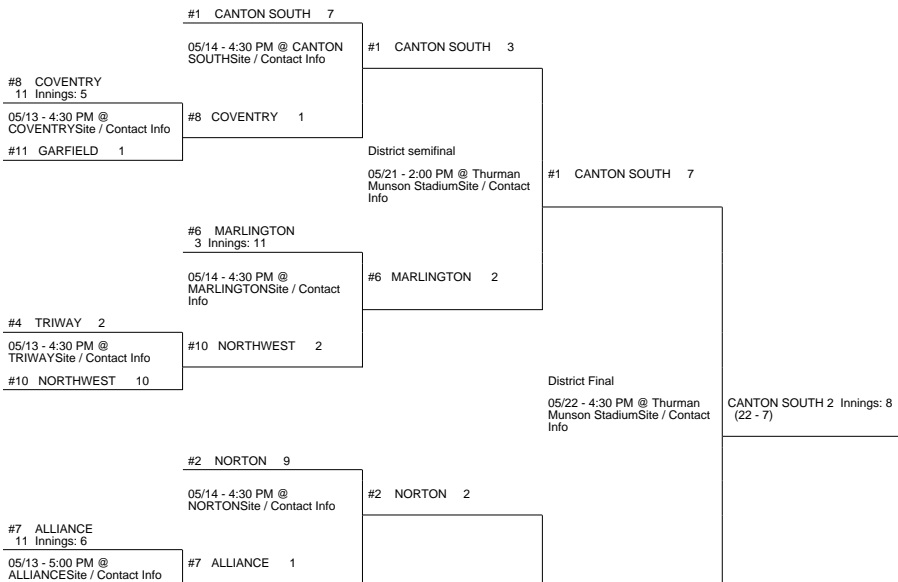 #1 CANTON SOUTH 7
05/14 - 4:30 PM @ CANTON
SOUTHSite / Contact Info
#1 CANTON SOUTH 3
#8 COVENTRY
11 Innings: 5
05/13 - 4:30 PM @
COVENTRYSite / Contact Info
#8 COVENTRY 1
#11 GARFIELD 1
District semifinal
05/21 - 2:00 PM @ Thurman
Munson StadiumSite / Contact
Info
#1 CANTON SOUTH 7
#6 MARLINGTON
3 Innings: 11
05/14 - 4:30 PM @
MARLINGTONSite / Contact
Info
#6 MARLINGTON 2
#4 TRIWAY 2
05/13 - 4:30 PM @
TRIWAYSite / Contact Info
#10 NORTHWEST 2
#10 NORTHWEST 10
District Final
05/22 - 4:30 PM @ Thurman
Munson StadiumSite / Contact
Info
CANTON SOUTH 2 Innings: 8
(22 - 7)
#2 NORTON 9
05/14 - 4:30 PM @
NORTONSite / Contact Info
#2 NORTON 2
#7 ALLIANCE
11 Innings: 6
05/13 - 5:00 PM @
ALLIANCESite / Contact Info
#7 ALLIANCE 1